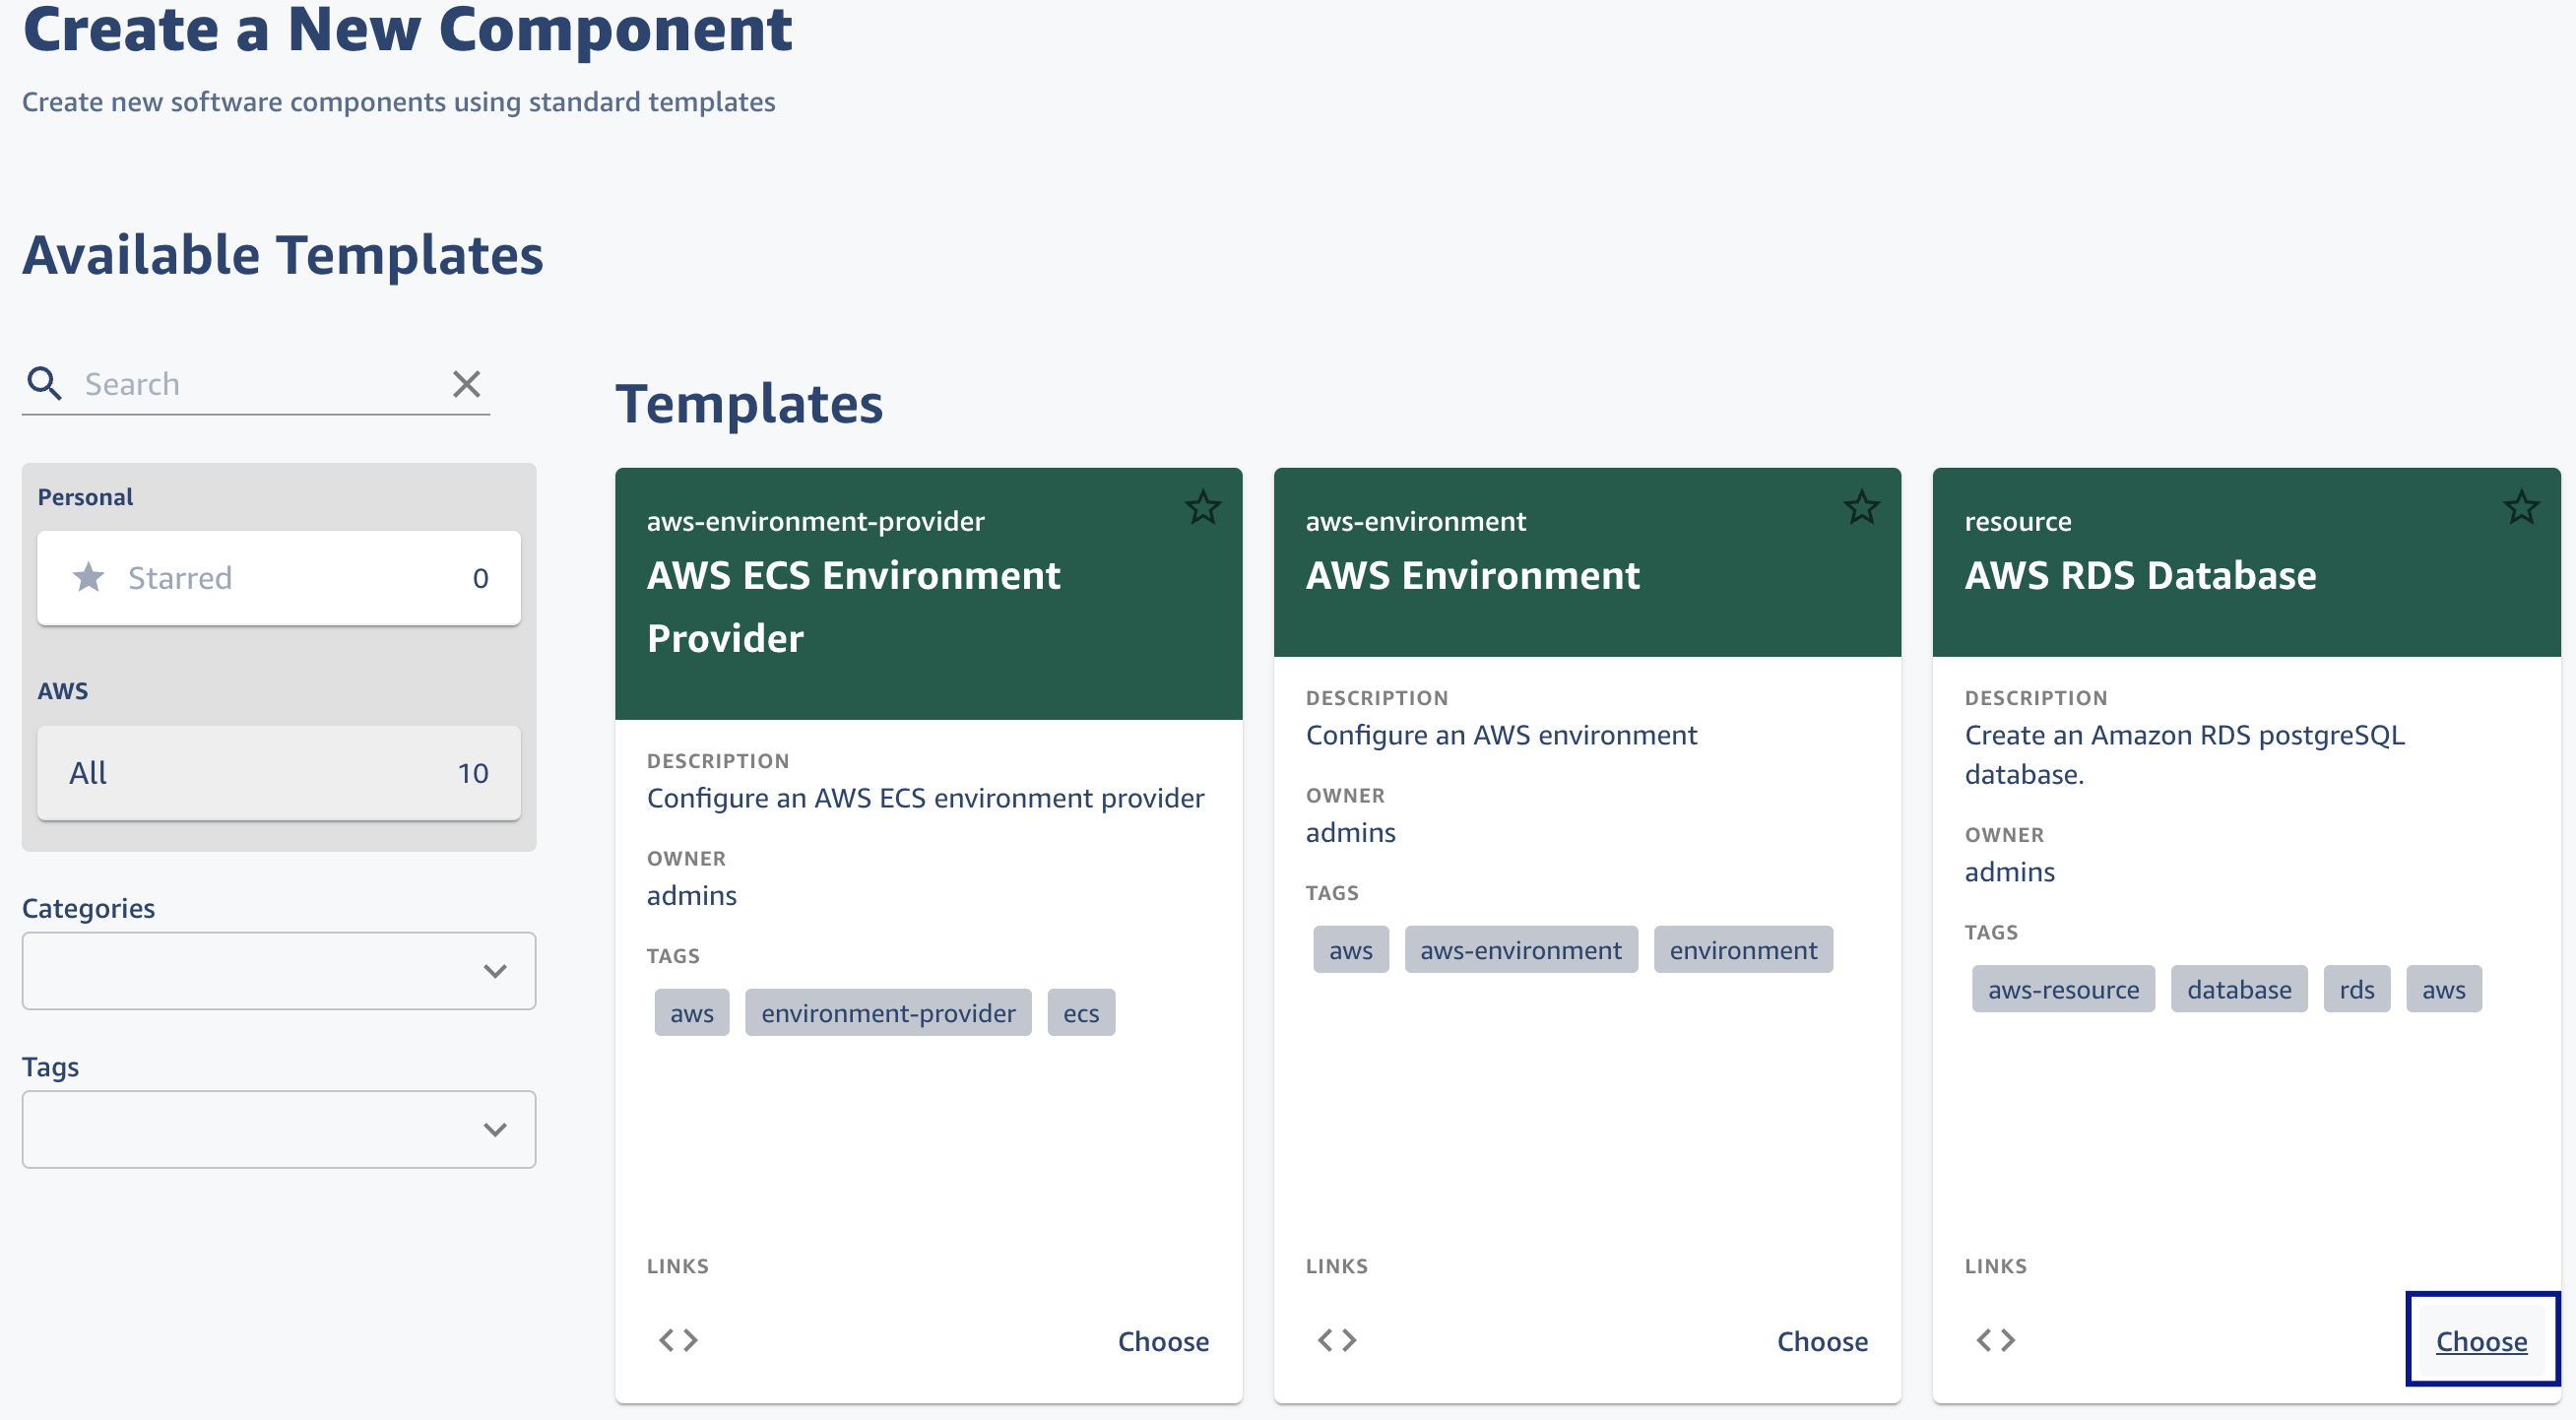 Create a New Component
Create new software components using standard templates
Available Templates
Search
Personal
Starred 0
AWS
All 10
Categories
Tags
Templates
aws-environment-provider
AWS ECS Environment
Provider
DESCRIPTION
Configure an AWS ECS environment provider
OWNER
admins
TAGS
aws environment-provider ecs
LINKS
Choose
aws-environment
AWS Environment
DESCRIPTION
Configure an AWS environment
OWNER
admins
TAGS
aws aws-environment environment
LINKS
Choose
resource
AWS RDS Database
DESCRIPTION
Create an Amazon RDS postgreSQL
database.
OWNER
admins
TAGS
aws-resource database rds aws
LINKS
Choose